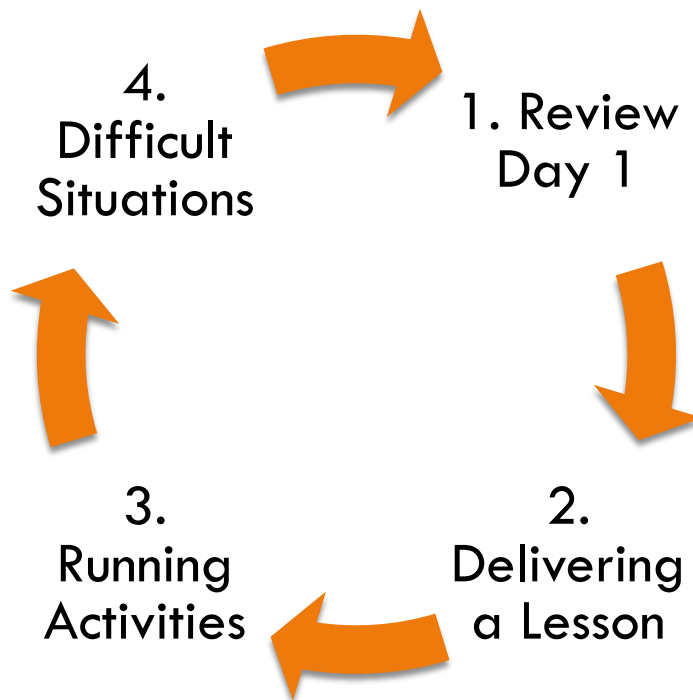 1. Review
Day 1
2.
Delivering
a Lesson
3.
Running
Activities
4.
Difficult
Situations